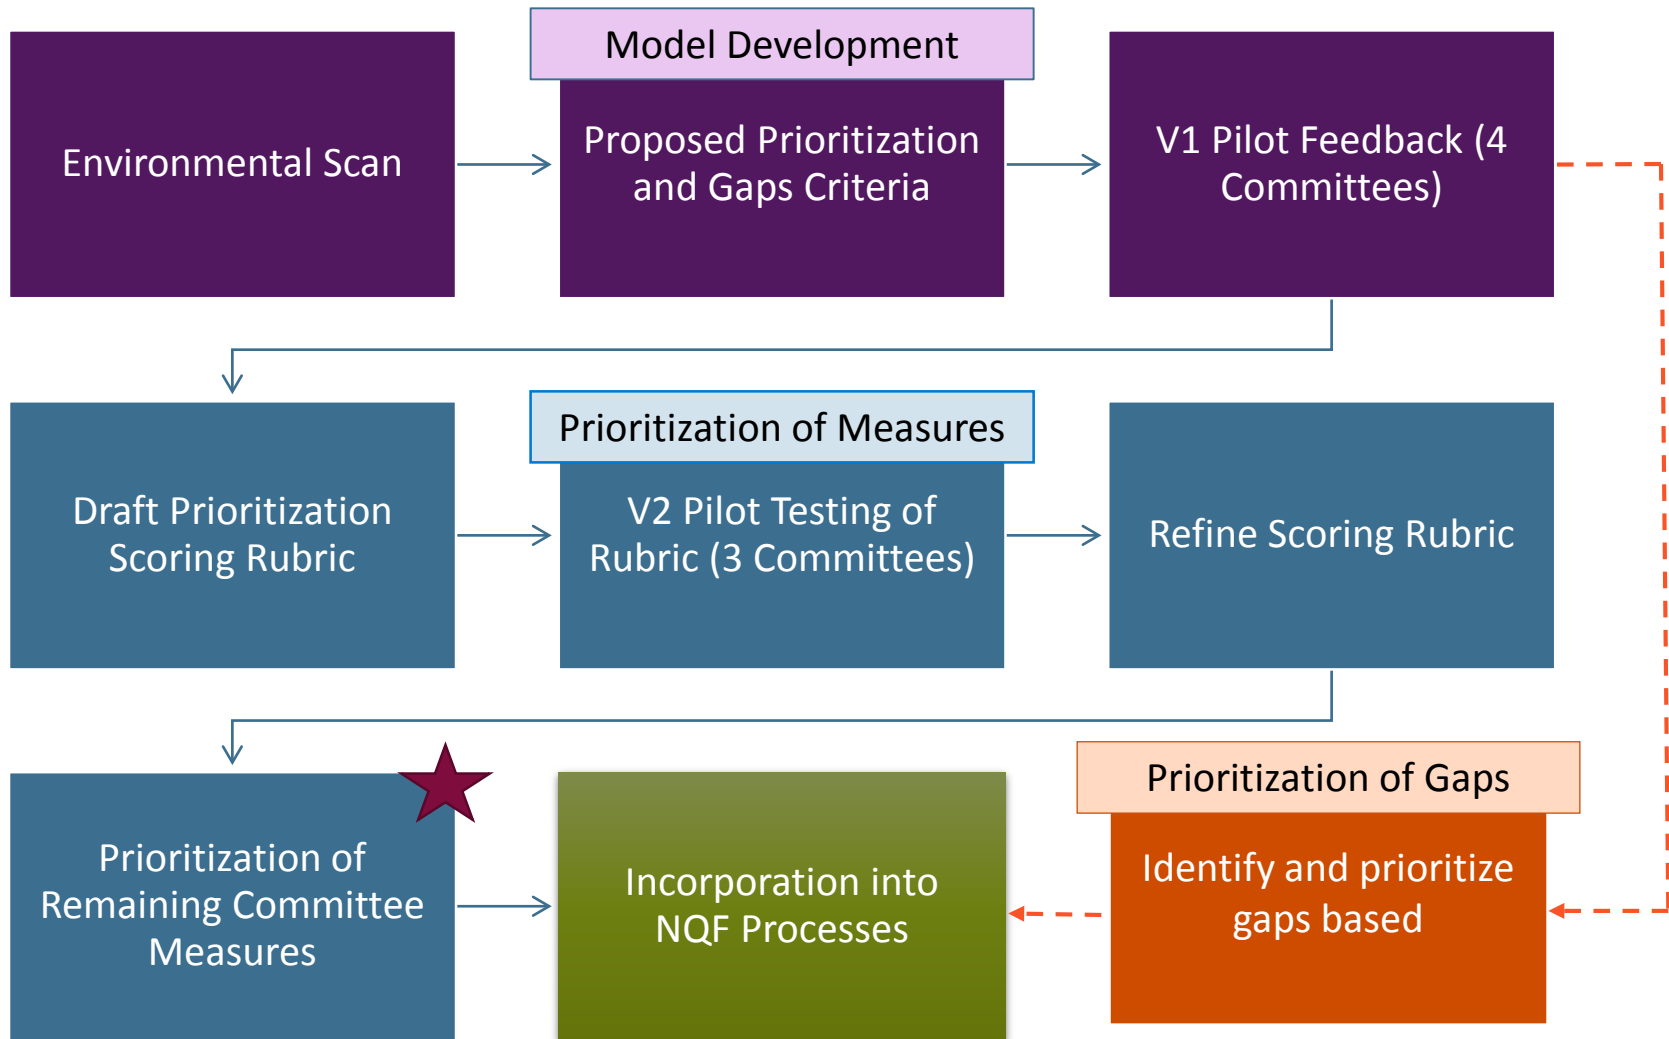 Model Development
Environmental Scan
Proposed Prioritization
and Gaps Criteria
V1 Pilot Feedback (4
Committees)
Prioritization of Measures
Draft Prioritization
Scoring Rubric
V2 Pilot Testing of
Rubric (3 Committees)
Refine Scoring Rubric
Prioritization of
Remaining Committee
Measures
Incorporation into
NQF Processes
Prioritization of Gaps
Identify and prioritize
gaps based